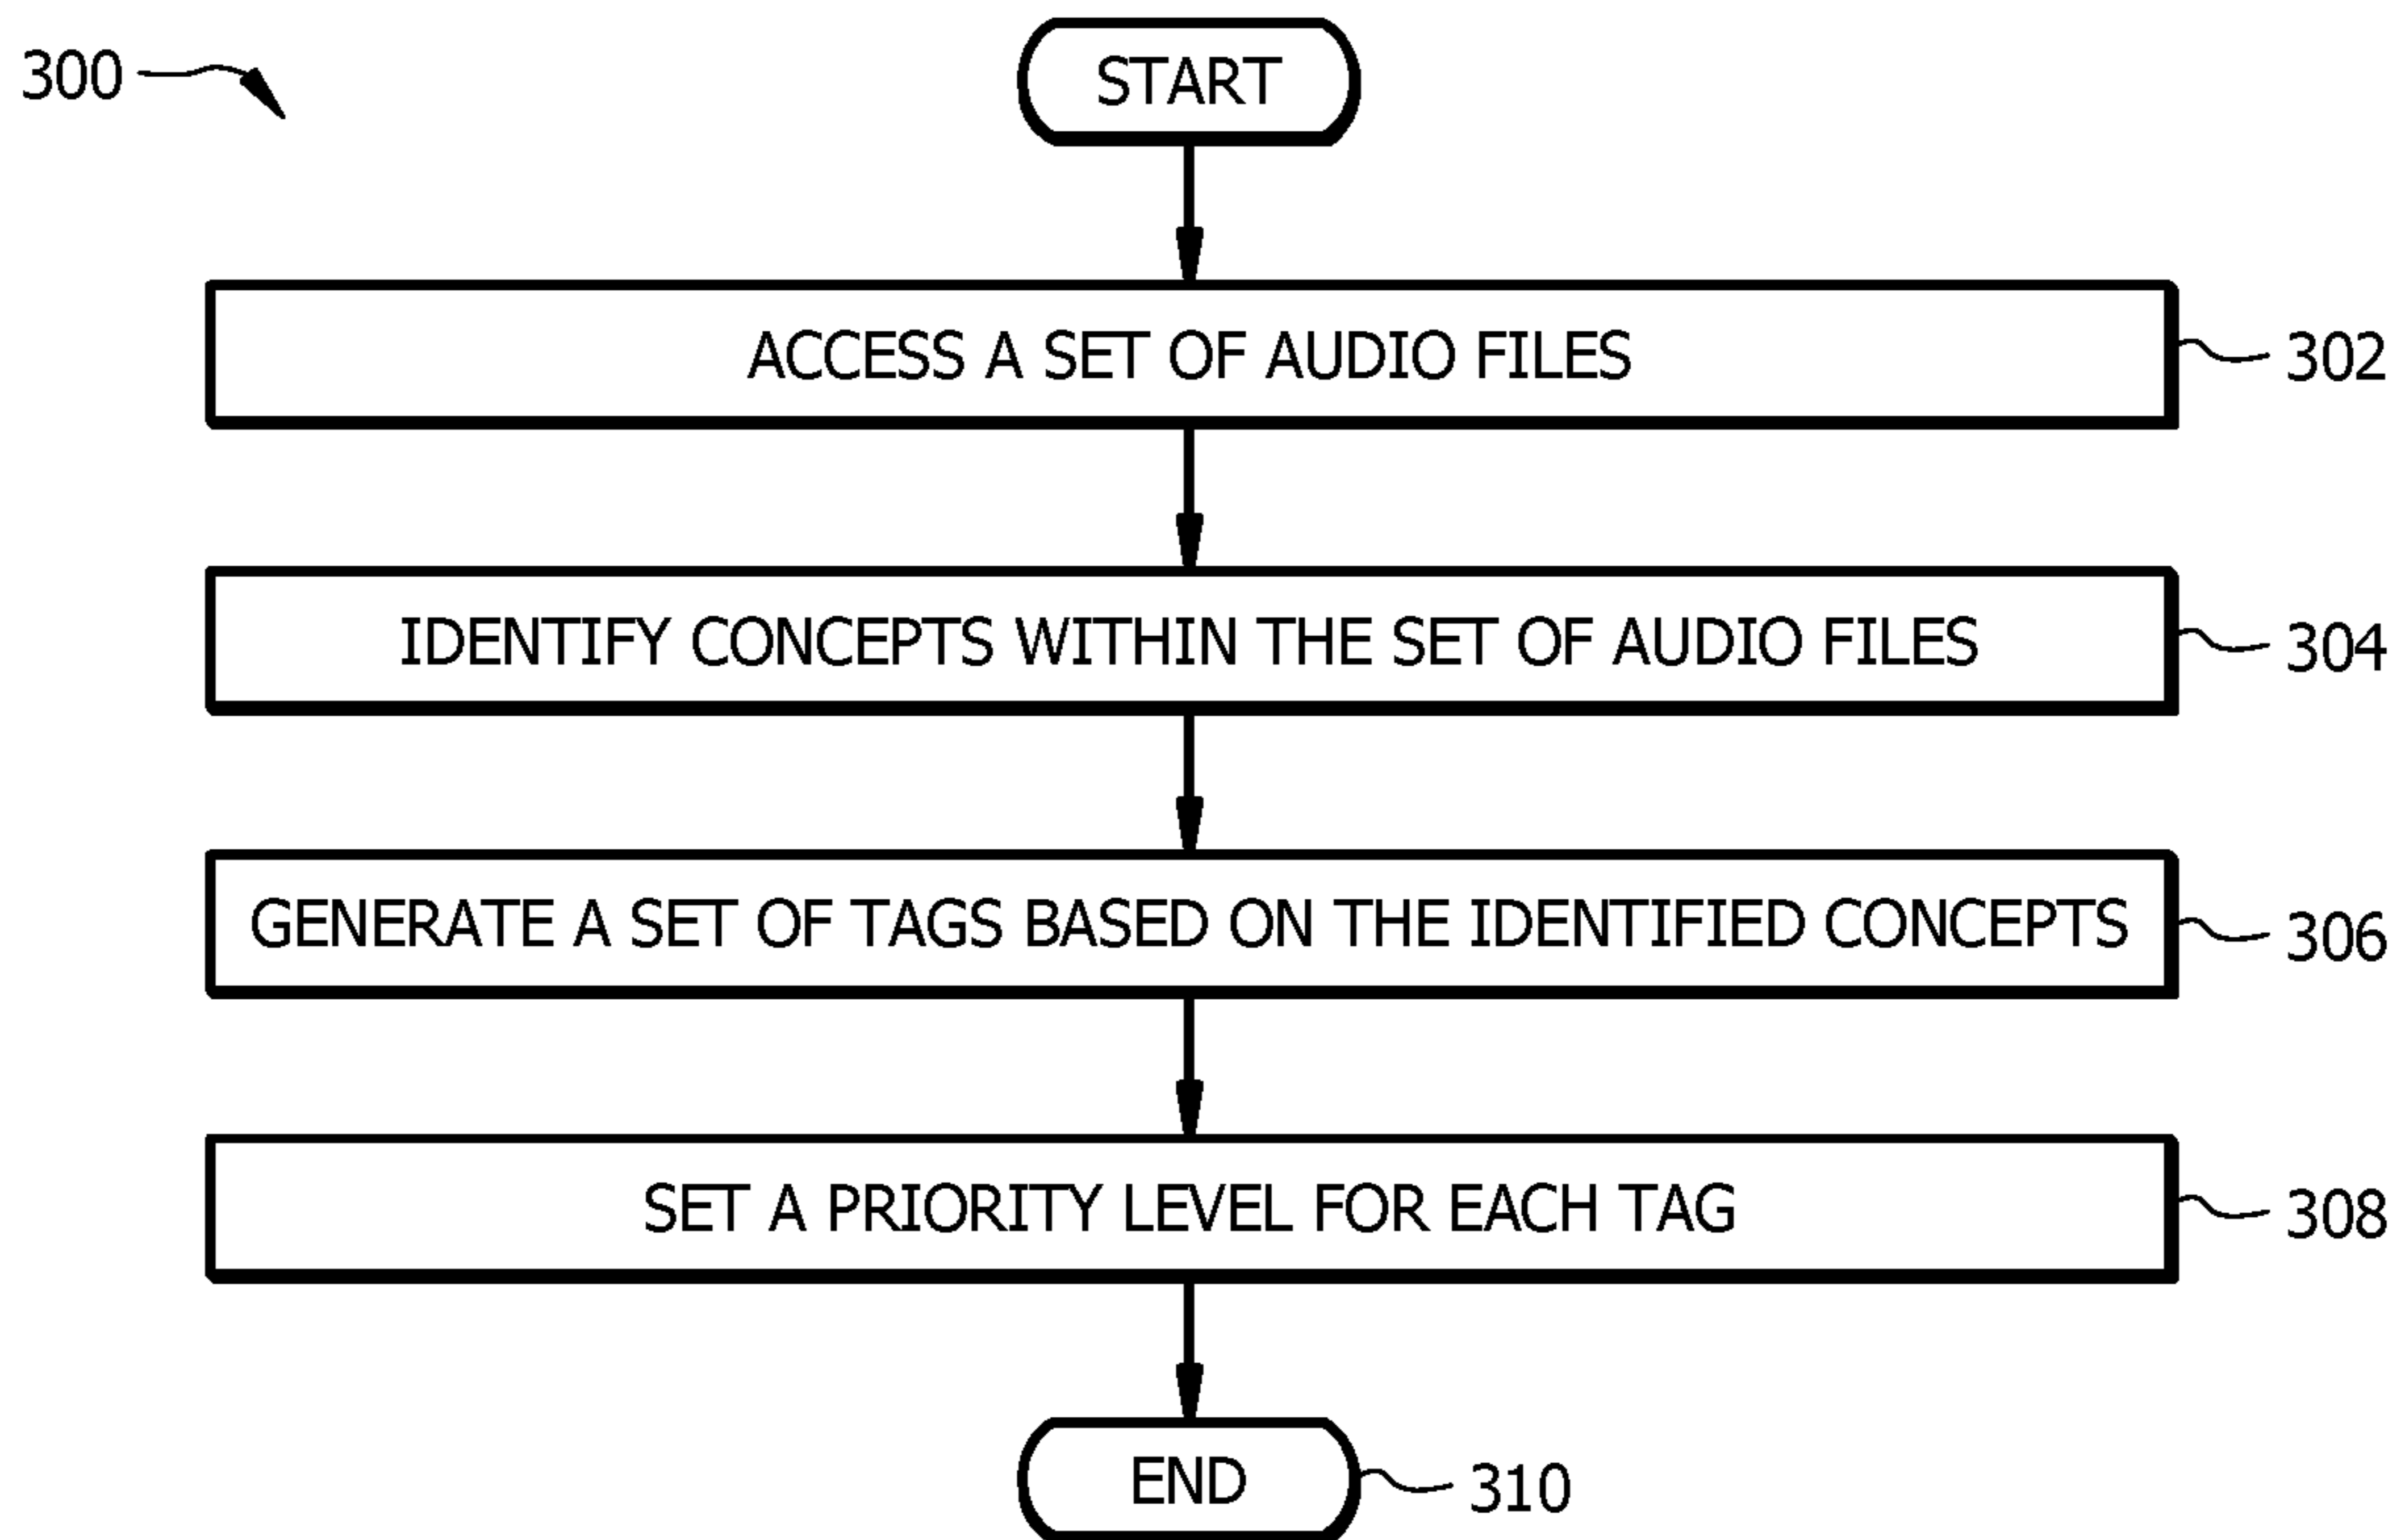 300
START
ACCESS A SET OF AUDIO FILES
302
IDENTIFY CONCEPTS WITHIN THE SET OF AUDIO FILES
304
GENERATE A SET OF TAGS BASED ON THE IDENTIFIED CONCEPTS
306
SET A PRIORITY LEVEL FOR EACH TAG
308
END
310